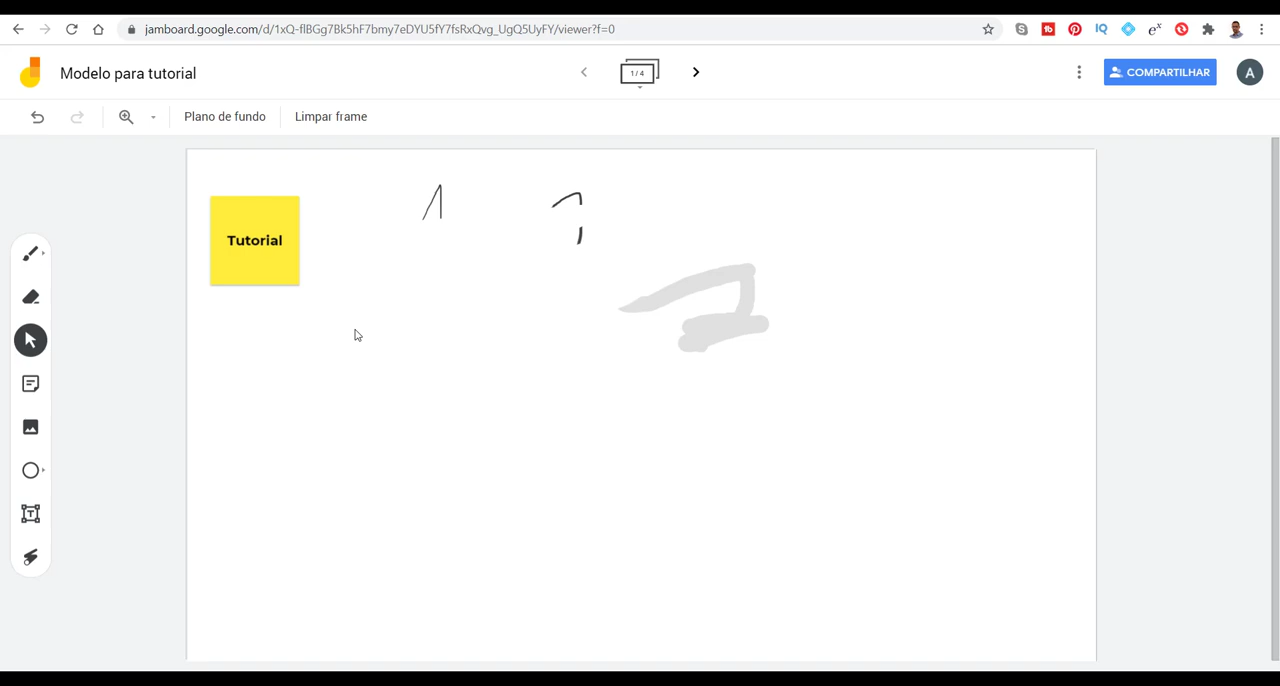 jamboard.google.com/d/1xQ-flBGg7Bk5hF7bmy7eDYU5fY7fsRxQvg_UgQ5UyFY/viewer?f=0
Modelo para tutorial
1/4
COMPARTILHAR
A
Plano de fundo
Limpar frame
Tutorial
1